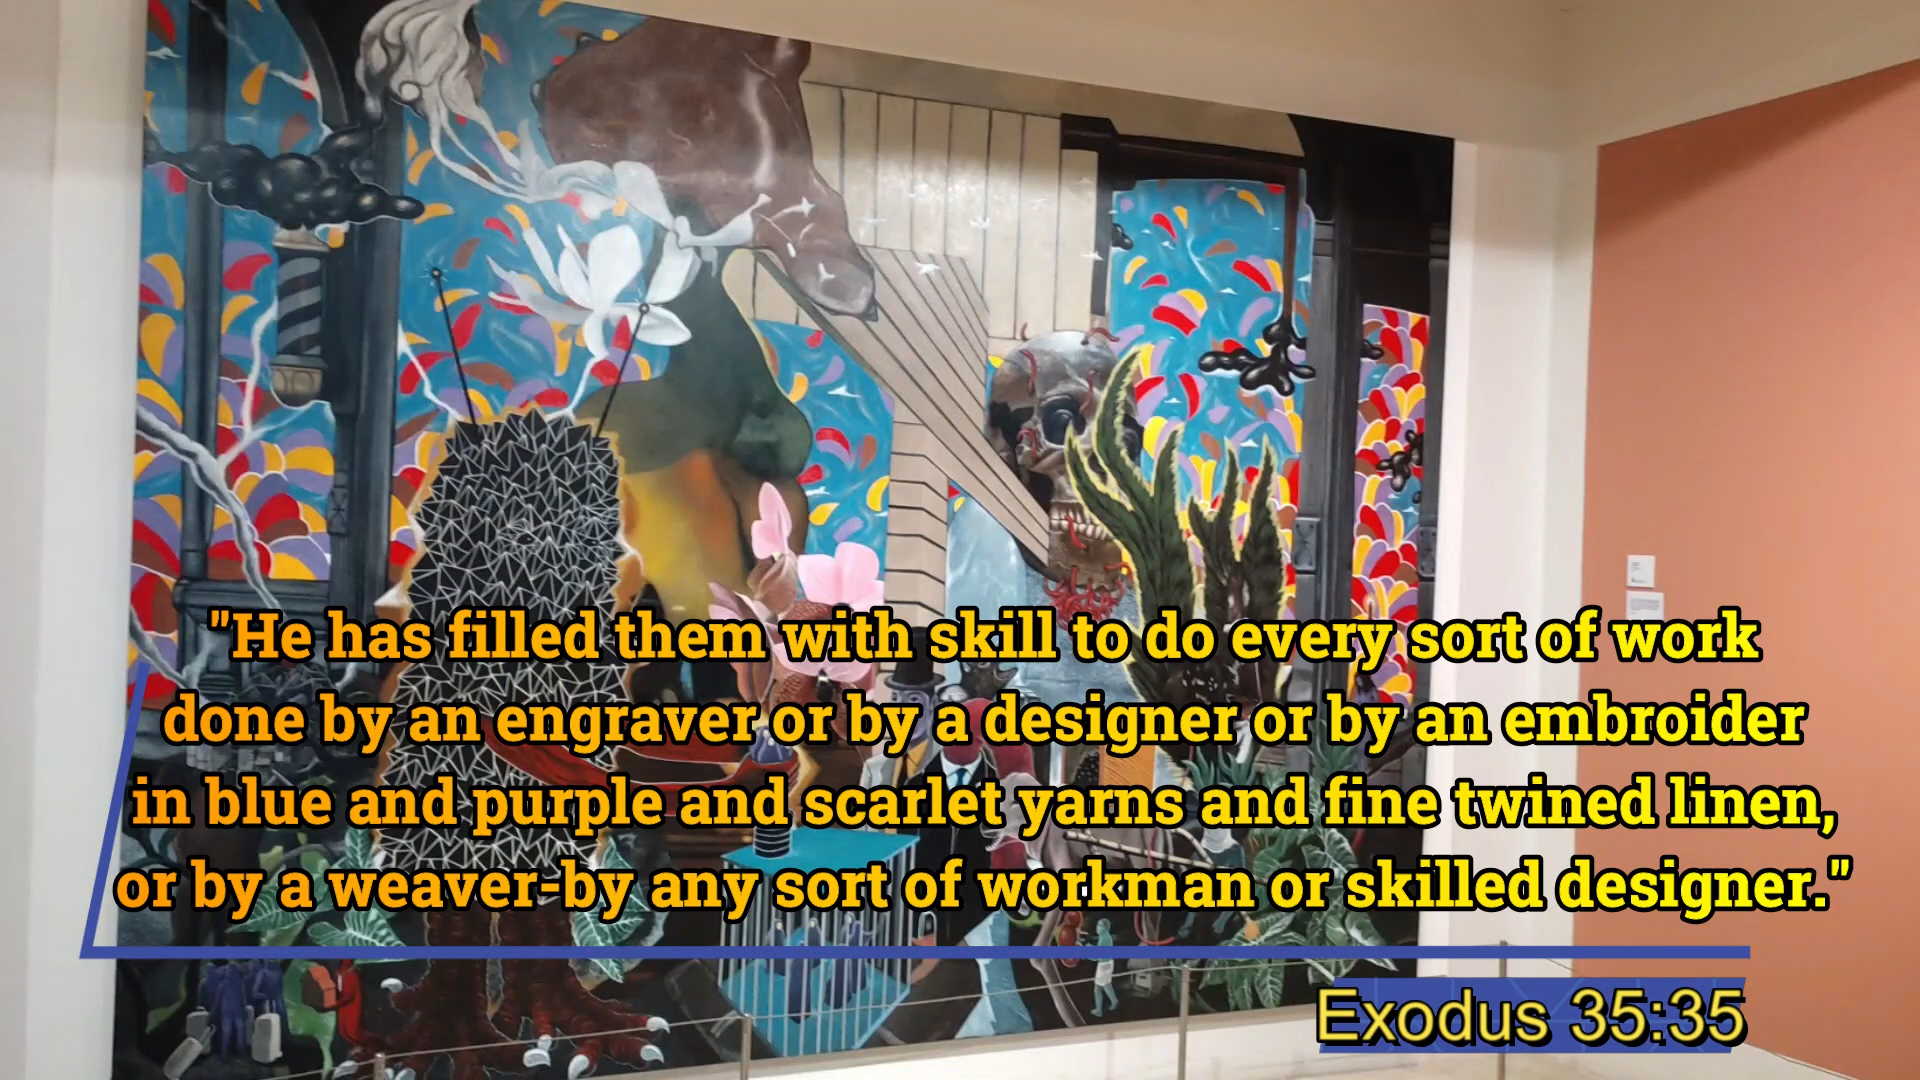 "He has filled them with skill to do every sort of work
done by an engraver or by a designer or by an embroider
in blue and purple and scarlet yarns and fine twined linen,
or by a weaver-by any sort of workman or skilled designer."
Exodus 35:35